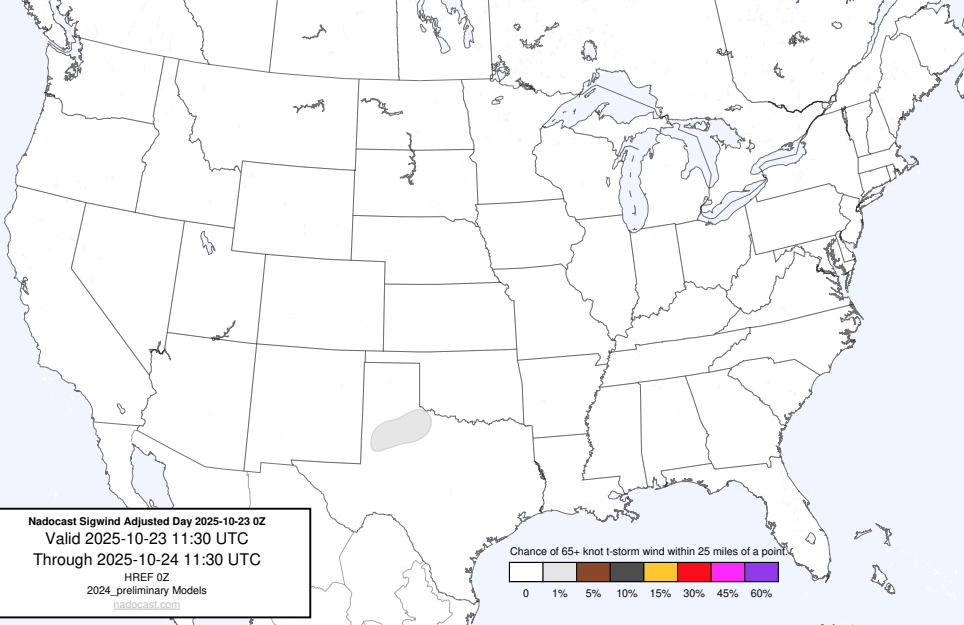 Nadocast Sigwind Adjusted Day 2025-10-23 0Z
Valid 2025-10-23 11:30 UTC
Through 2025-10-24 11:30 UTC
HREF 0Z
2024_preliminary Models
nadocast.com
Chance of 65+ knot t-storm wind within 25 miles of a point.
0 1% 5% 10% 15% 30% 45% 60%